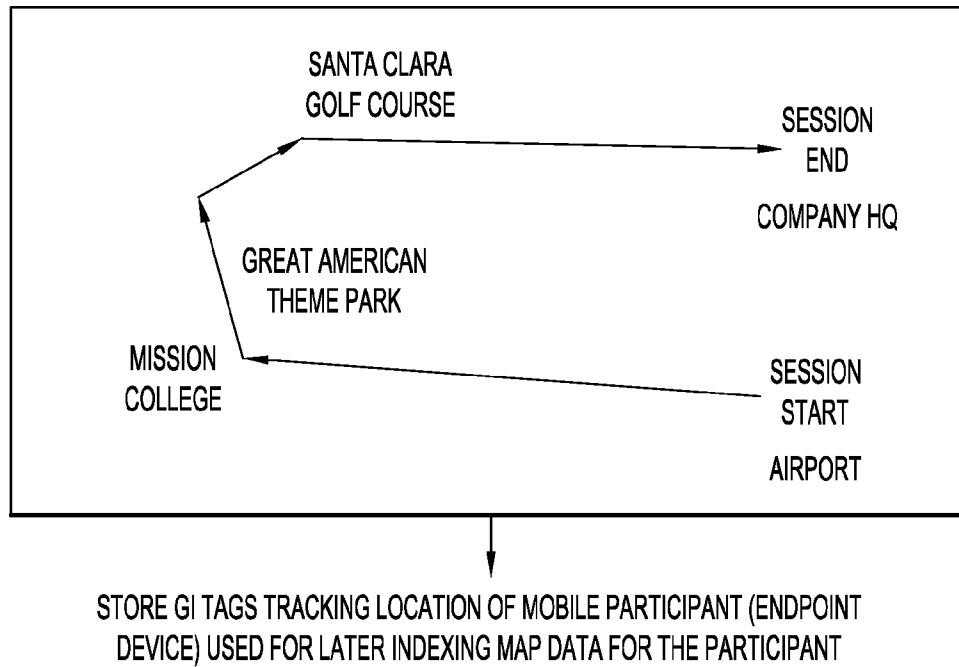 SANTA CLARA
GOLF COURSE
SESSION
END
COMPANY HQ
GREAT AMERICAN
THEME PARK
MISSION
COLLEGE
SESSION
START
AIRPORT
STORE GI TAGS TRACKING LOCATION OF MOBILE PARTICIPANT (ENDPOINT
DEVICE) USED FOR LATER INDEXING MAP DATA FOR THE PARTICIPANT